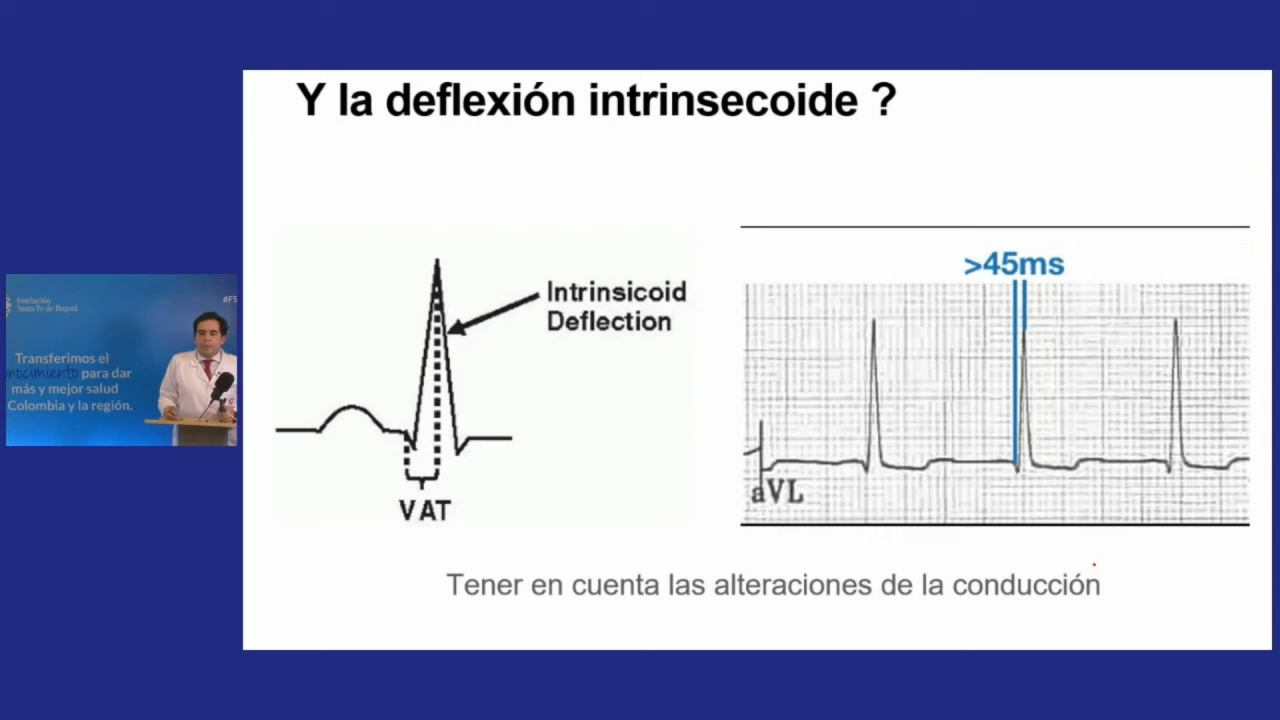 Y la deflexión intrinsecoide ?
Intrinsicoid
Deflection
VAT
>45ms
aVL
Tener en cuenta las alteraciones de la conducción
Fundación
Santa Fe de Bogotá
Transferimos el
conocimiento para dar
más y mejor salud
Colombia y la región.